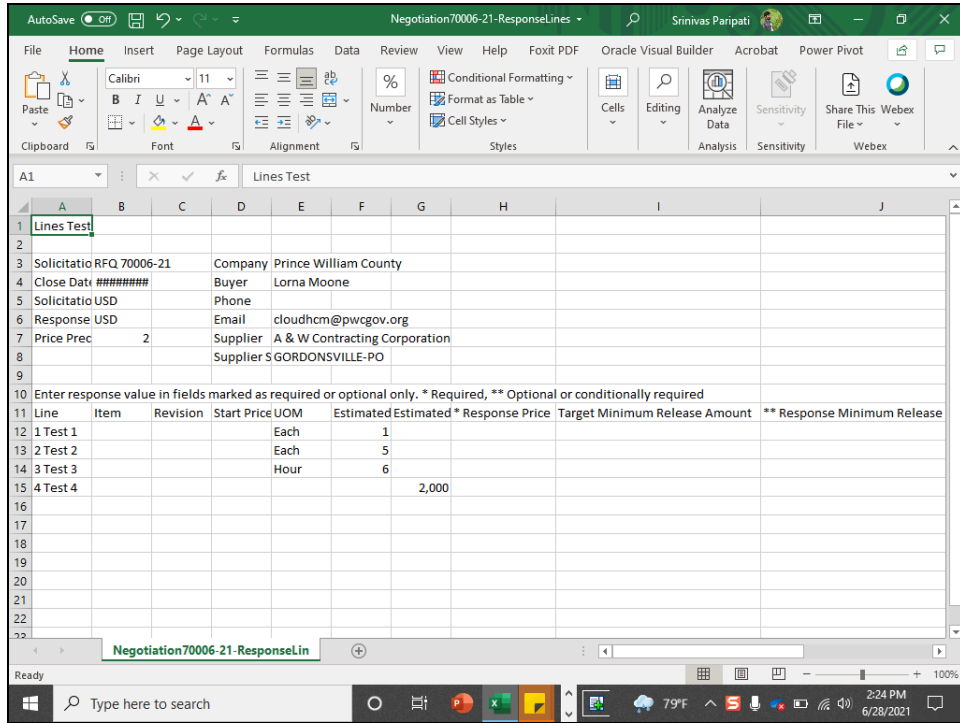 AutoSave Off Negotiation70006-21-ResponseLines Srinivas Paripati
File Home Insert Page Layout Formulas Data Review View Help Foxit PDF Oracle Visual Builder Acrobat Power Pivot
Paste
Clipboard
Calibri 11
B I U A A A
Font
ab
Alignment
%
Number
Conditional Formatting
Format as Table
Cell Styles
Styles
Cells
Editing
Analyze Data
Analysis
Sensitivity
Sensitivity
Share This File
Webex
Webex
A1 fx Lines Test
A B C D E F G H I J
1 Lines Test
2
3 Solicitatio RFQ 70006-21 Company Prince William County
4 Close Date ######## Buyer Lorna Moone
5 Solicitatio USD Phone
6 Response USD Email cloudhcm@pwcgov.org
7 Price Prec 2 Supplier A & W Contracting Corporation
8 Supplier S GORDONSVILLE-PO
9
10 Enter response value in fields marked as required or optional only. * Required, ** Optional or conditionally required
11 Line Item Revision Start Price UOM Estimated Estimated * Response Price Target Minimum Release Amount ** Response Minimum Release
12 1 Test 1 Each 1
13 2 Test 2 Each 5
14 3 Test 3 Hour 6
15 4 Test 4 2,000
16
17
18
19
20
21
22
23
Negotiation70006-21-ResponseLin
Ready 100%
Type here to search 79°F 2:24 PM
6/28/2021